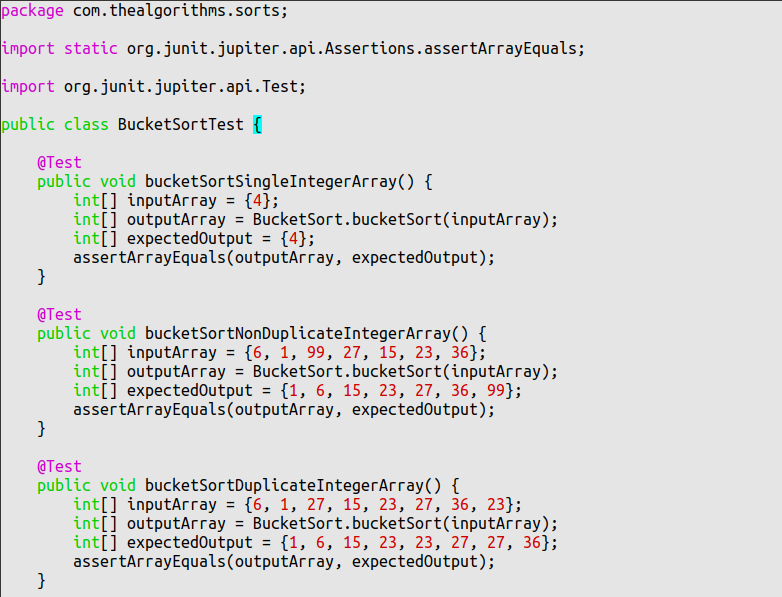 package com.thealgorithms.sorts;
import static org.junit.jupiter.api.Assertions.assertArrayEquals;
import org.junit.jupiter.api.Test;
public class BucketSortTest {
@Test
public void bucketSortSingleIntegerArray() {
int[] inputArray = {4};
int[] outputArray = BucketSort.bucketSort(inputArray);
int[] expectedOutput = {4};
assertArrayEquals(outputArray, expectedOutput);
}
@Test
public void bucketSortNonDuplicateIntegerArray() {
int[] inputArray = {6, 1, 99, 27, 15, 23, 36};
int[] outputArray = BucketSort.bucketSort(inputArray);
int[] expectedOutput = {1, 6, 15, 23, 27, 36, 99};
assertArrayEquals(outputArray, expectedOutput);
}
@Test
public void bucketSortDuplicateIntegerArray() {
int[] inputArray = {6, 1, 27, 15, 23, 27, 36, 23};
int[] outputArray = BucketSort.bucketSort(inputArray);
int[] expectedOutput = {1, 6, 15, 23, 23, 27, 27, 36};
assertArrayEquals(outputArray, expectedOutput);
}